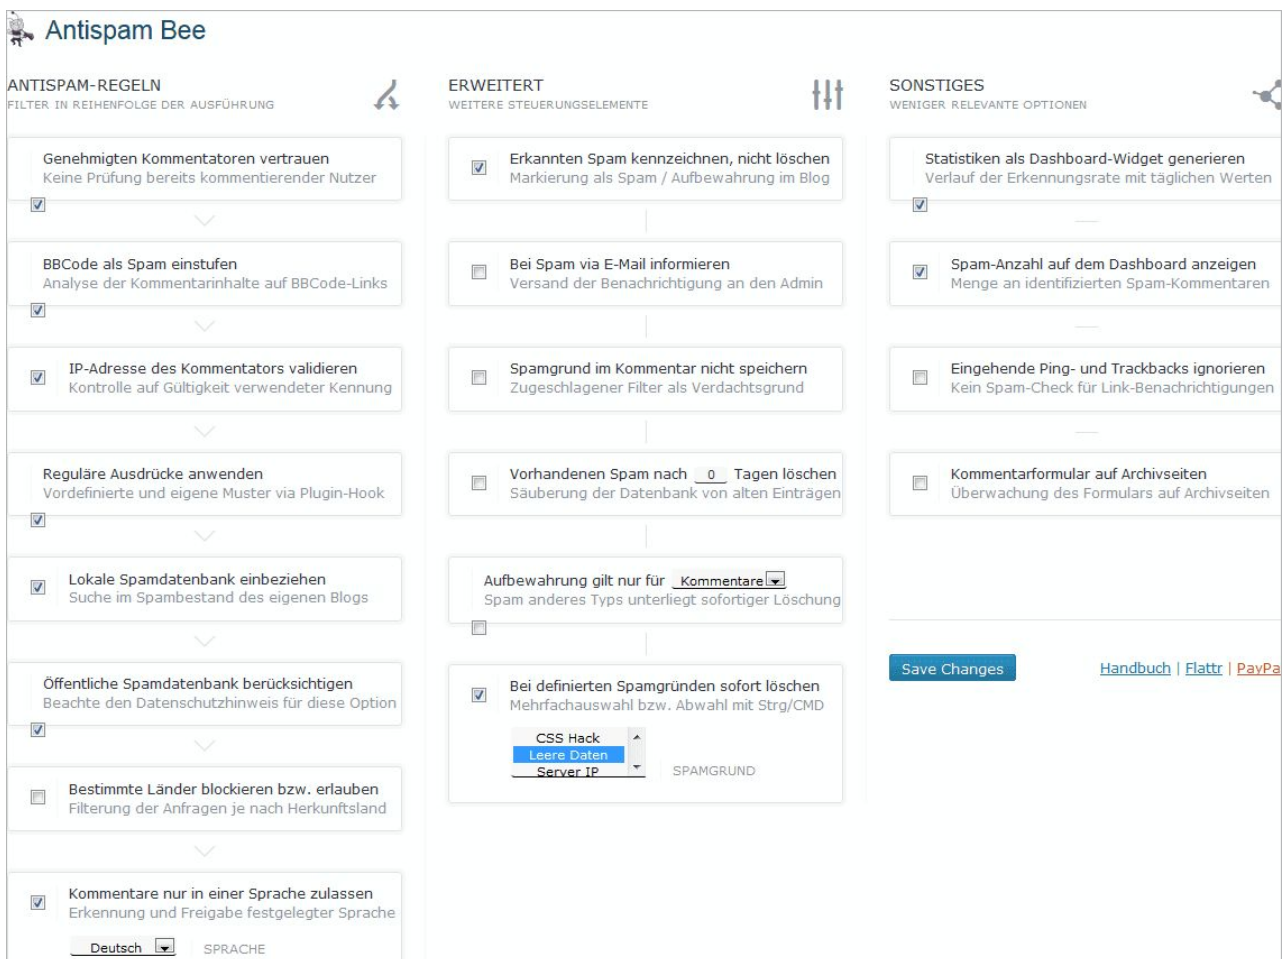 Antispam Bee
ANTISPAM-REGELN
FILTER IN REIHENFOLGE DER AUSFÜHRUNG
Genehmigten Kommentatoren vertrauen
Keine Prüfung bereits kommentierender Nutzer
BBCode als Spam einstufen
Analyse der Kommentarinhalte auf BBCode-Links
IP-Adresse des Kommentators validieren
Kontrolle auf Gültigkeit verwendeter Kennung
Reguläre Ausdrücke anwenden
Vordefinierte und eigene Muster via Plugin-Hook
Lokale Spamdatenbank einbeziehen
Suche im Spambestand des eigenen Blogs
Öffentliche Spamdatenbank berücksichtigen
Beachte den Datenschutzhinweis für diese Option
Bestimmte Länder blockieren bzw. erlauben
Filterung der Anfragen je nach Herkunftsland
Kommentare nur in einer Sprache zulassen
Erkennung und Freigabe festgelegter Sprache
Deutsch SPRACHE
ERWEITERT
WEITERE STEUERUNGSELEMENTE
Erkannten Spam kennzeichnen, nicht löschen
Markierung als Spam / Aufbewahrung im Blog
Bei Spam via E-Mail informieren
Versand der Benachrichtigung an den Admin
Spamgrund im Kommentar nicht speichern
Zugeschlagener Filter als Verdachtsgrund
Vorhandenen Spam nach 0 Tagen löschen
Säuberung der Datenbank von alten Einträgen
Aufbewahrung gilt nur für Kommentare
Spam anderes Typs unterliegt sofortiger Löschung
Bei definierten Spamgründen sofort löschen
Mehrfachauswahl bzw. Abwahl mit Strg/CMD
CSS Hack
Leere Daten
Server IP
SPAMGRUND
SONSTIGES
WENIGER RELEVANTE OPTIONEN
Statistiken als Dashboard-Widget generieren
Verlauf der Erkennungsrate mit täglichen Werten
Spam-Anzahl auf dem Dashboard anzeigen
Menge an identifizierten Spam-Kommentaren
Eingehende Ping- und Trackbacks ignorieren
Kein Spam-Check für Link-Benachrichtigungen
Kommentarformular auf Archivseiten
Überwachung des Formulars auf Archivseiten
Save Changes
Handbuch | Flattr | PayPa